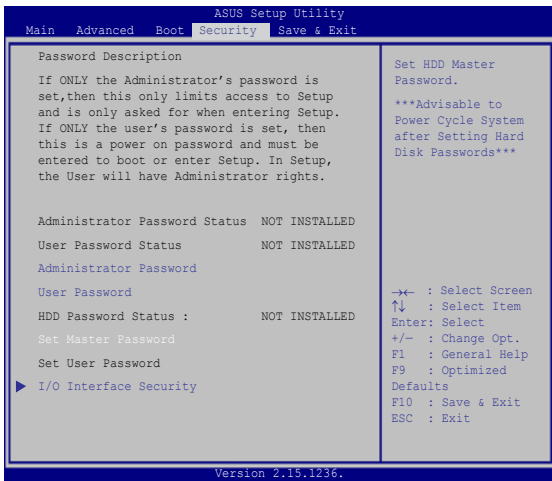 ASUS Setup Utility
Main Advanced Boot Security Save & Exit
Password Description
If ONLY the Administrator's password is
set,then this only limits access to Setup
and is only asked for when entering Setup.
If ONLY the user's password is set, then
this is a power on password and must be
entered to boot or enter Setup. In Setup,
the User will have Administrator rights.
Administrator Password Status NOT INSTALLED
User Password Status NOT INSTALLED
Administrator Password
User Password
HDD Password Status : NOT INSTALLED
Set Master Password
Set User Password
I/O Interface Security
Set HDD Master
Password.
***Advisable to
Power Cycle System
after Setting Hard
Disk Passwords***
→← : Select Screen
↑↓ : Select Item
Enter: Select
+/— : Change Opt.
F1 : General Help
F9 : Optimized
Defaults
F10 : Save & Exit
ESC : Exit
Version 2.15.1236.